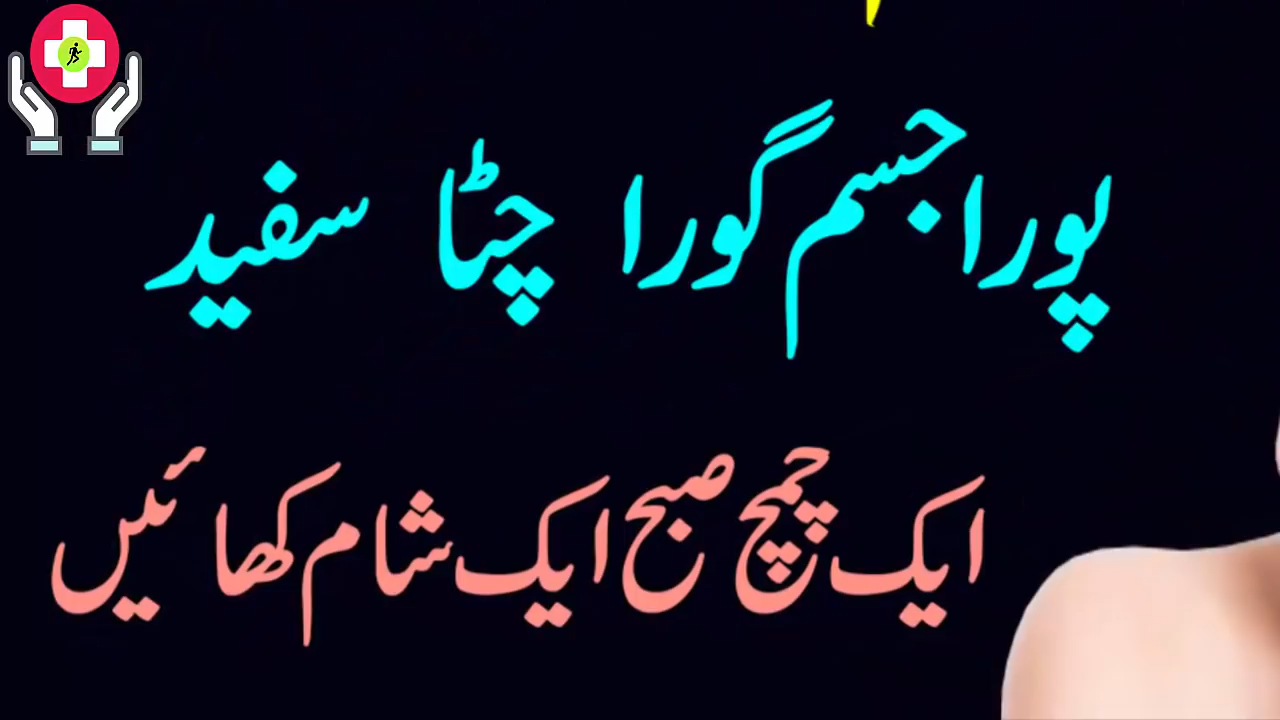 پورا جسم گورا چٹا سفید
ایک چمچ صبح ایک شام کھائیں